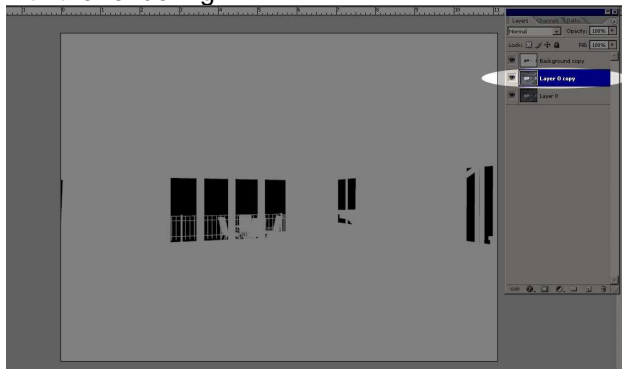 Layers Channels Paths
Normal Opacity: 100%
Lock: Fill: 100%
Background copy
Layer 0 copy
Layer 0